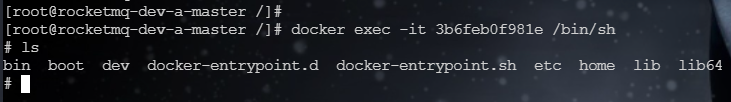 [root@rocketmq-dev-a-master /]#
[root@rocketmq-dev-a-master /]# docker exec -it 3b6feb0f981e /bin/sh
# ls
bin  boot  dev  docker-entrypoint.d  docker-entrypoint.sh  etc  home  lib  lib64
#